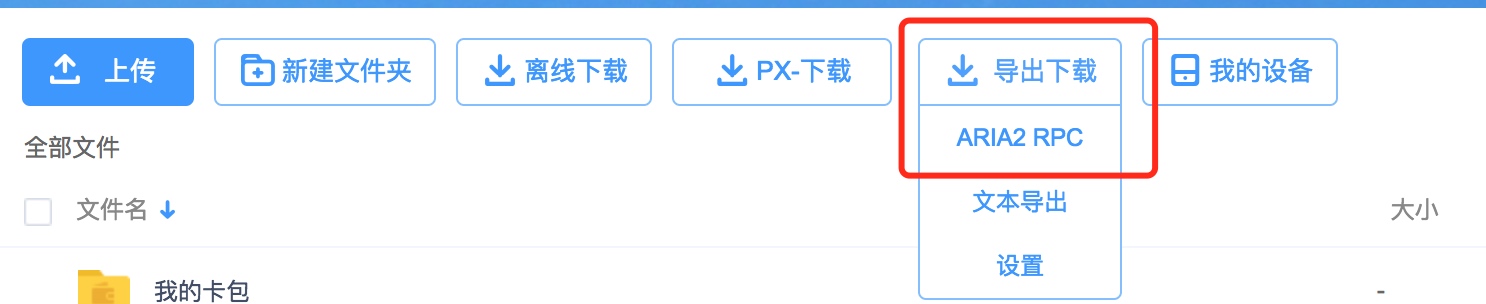 上传 新建文件夹 离线下载 PX-下载 导出下载 我的设备
ARIA2 RPC
全部文件
文本导出
文件名 大小
设置
我的卡包 -